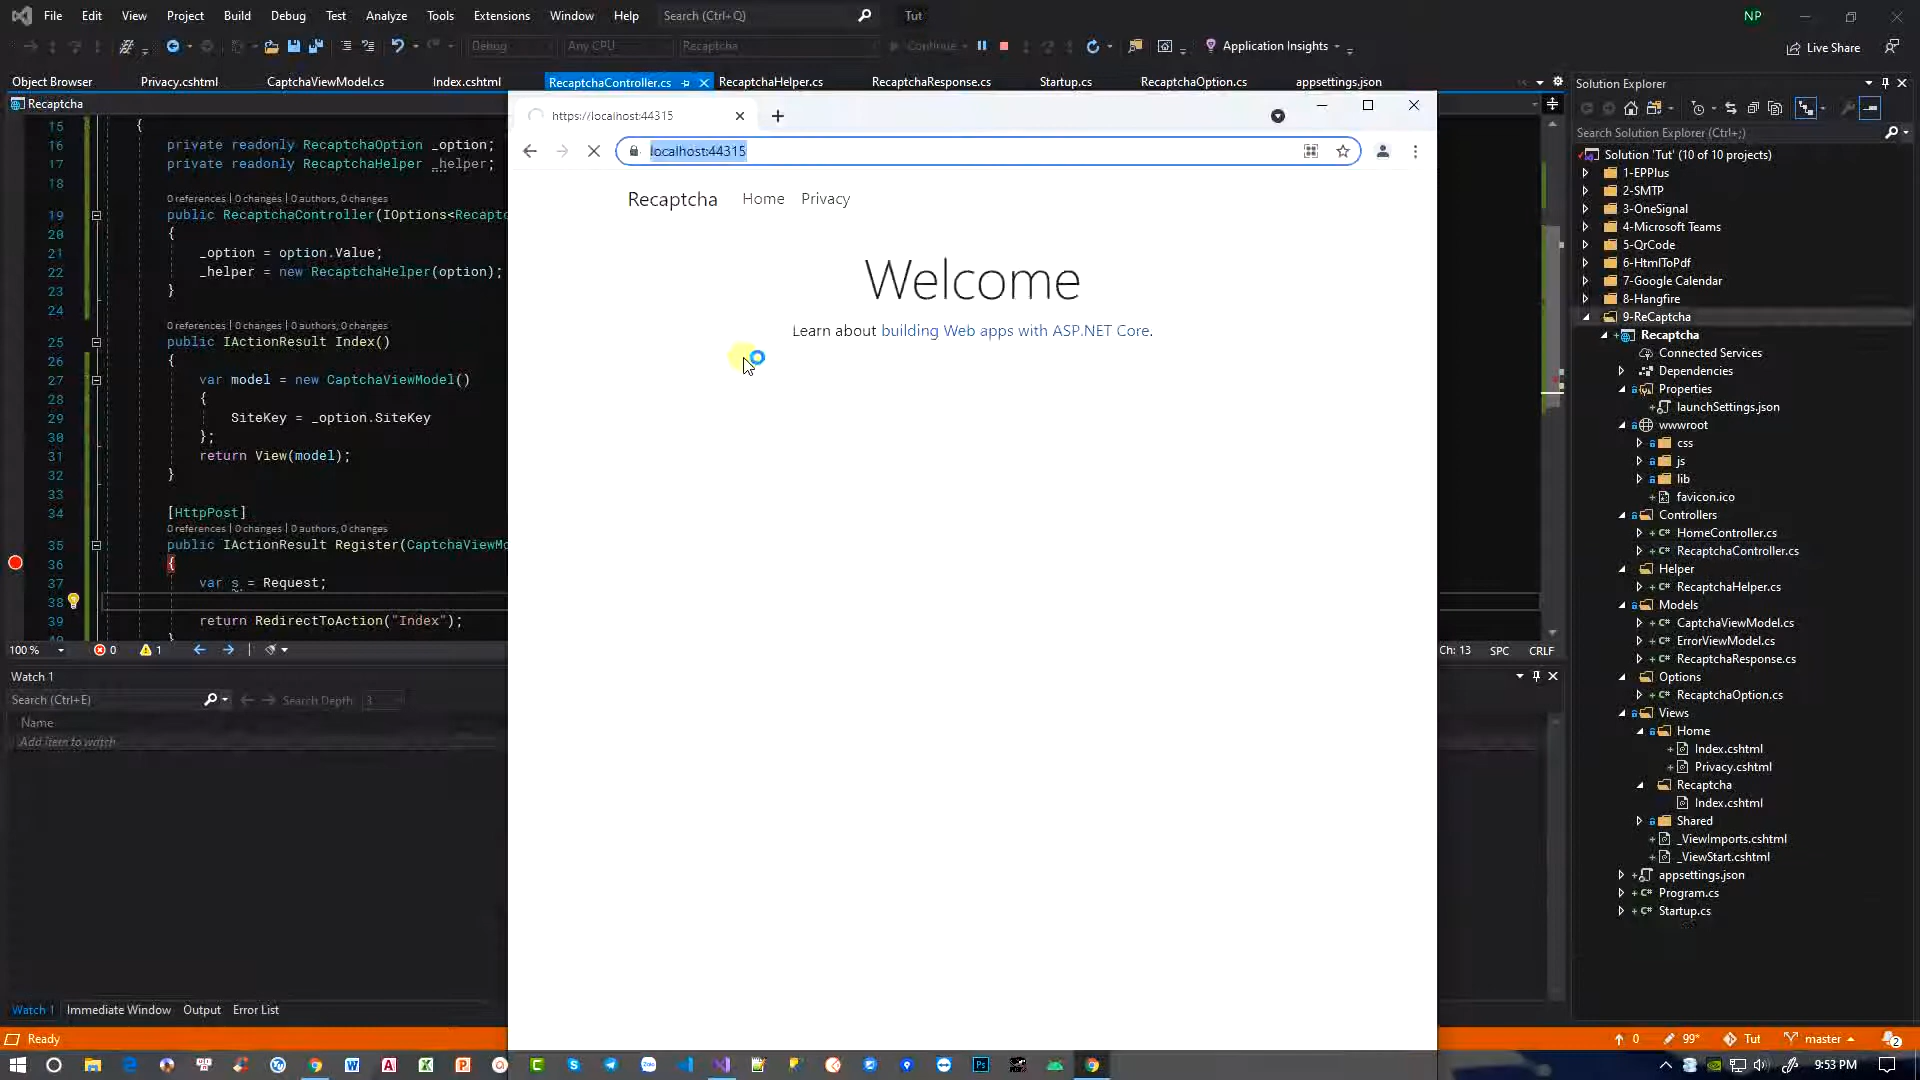 File Edit View Project Build Debug Test Analyze Tools Extensions Window Help Search (Ctrl+Q) Tut NP
Debug Any CPU Recaptcha Continue Application Insights Live Share
Object Browser Privacy.cshtml CaptchaViewModel.cs Index.cshtml RecaptchaController.cs RecaptchaHelper.cs RecaptchaResponse.cs Startup.cs RecaptchaOption.cs appsettings.json
Recaptcha
15 {
16 private readonly RecaptchaOption _option;
17 private readonly RecaptchaHelper _helper;
18
0 references | 0 changes | 0 authors, 0 changes
19 public RecaptchaController(IOptions<Recapt
20 {
21 _option = option.Value;
22 _helper = new RecaptchaHelper(option);
23 }
24
0 references | 0 changes | 0 authors, 0 changes
25 public IActionResult Index()
26 {
27 var model = new CaptchaViewModel()
28 {
29 SiteKey = _option.SiteKey
30 };
31 return View(model);
32 }
33
34 [HttpPost]
0 references | 0 changes | 0 authors, 0 changes
35 public IActionResult Register(CaptchaViewMo
36 {
37 var s = Request;
38
39 return RedirectToAction("Index");
40 }
100 % 0 1 Ch: 13 SPC CRLF
Watch 1
Search (Ctrl+E) Search Depth: 3
Name
Add item to watch
Watch 1 Immediate Window Output Error List
Ready 0 99+ Tut master 2
https://localhost:44315
localhost:44315
Recaptcha Home Privacy
Welcome
Learn about building Web apps with ASP.NET Core.
Solution Explorer
Search Solution Explorer (Ctrl+;)
Solution 'Tut' (10 of 10 projects)
1-EPPlus
2-SMTP
3-OneSignal
4-Microsoft Teams
5-QrCode
6-HtmlToPdf
7-Google Calendar
8-Hangfire
9-ReCaptcha
Recaptcha
Connected Services
Dependencies
Properties
launchSettings.json
wwwroot
css
js
lib
favicon.ico
Controllers
HomeController.cs
RecaptchaController.cs
Helper
RecaptchaHelper.cs
Models
CaptchaViewModel.cs
ErrorViewModel.cs
RecaptchaResponse.cs
Options
RecaptchaOption.cs
Views
Home
Index.cshtml
Privacy.cshtml
Recaptcha
Index.cshtml
Shared
_ViewImports.cshtml
_ViewStart.cshtml
appsettings.json
Program.cs
Startup.cs
9:53 PM